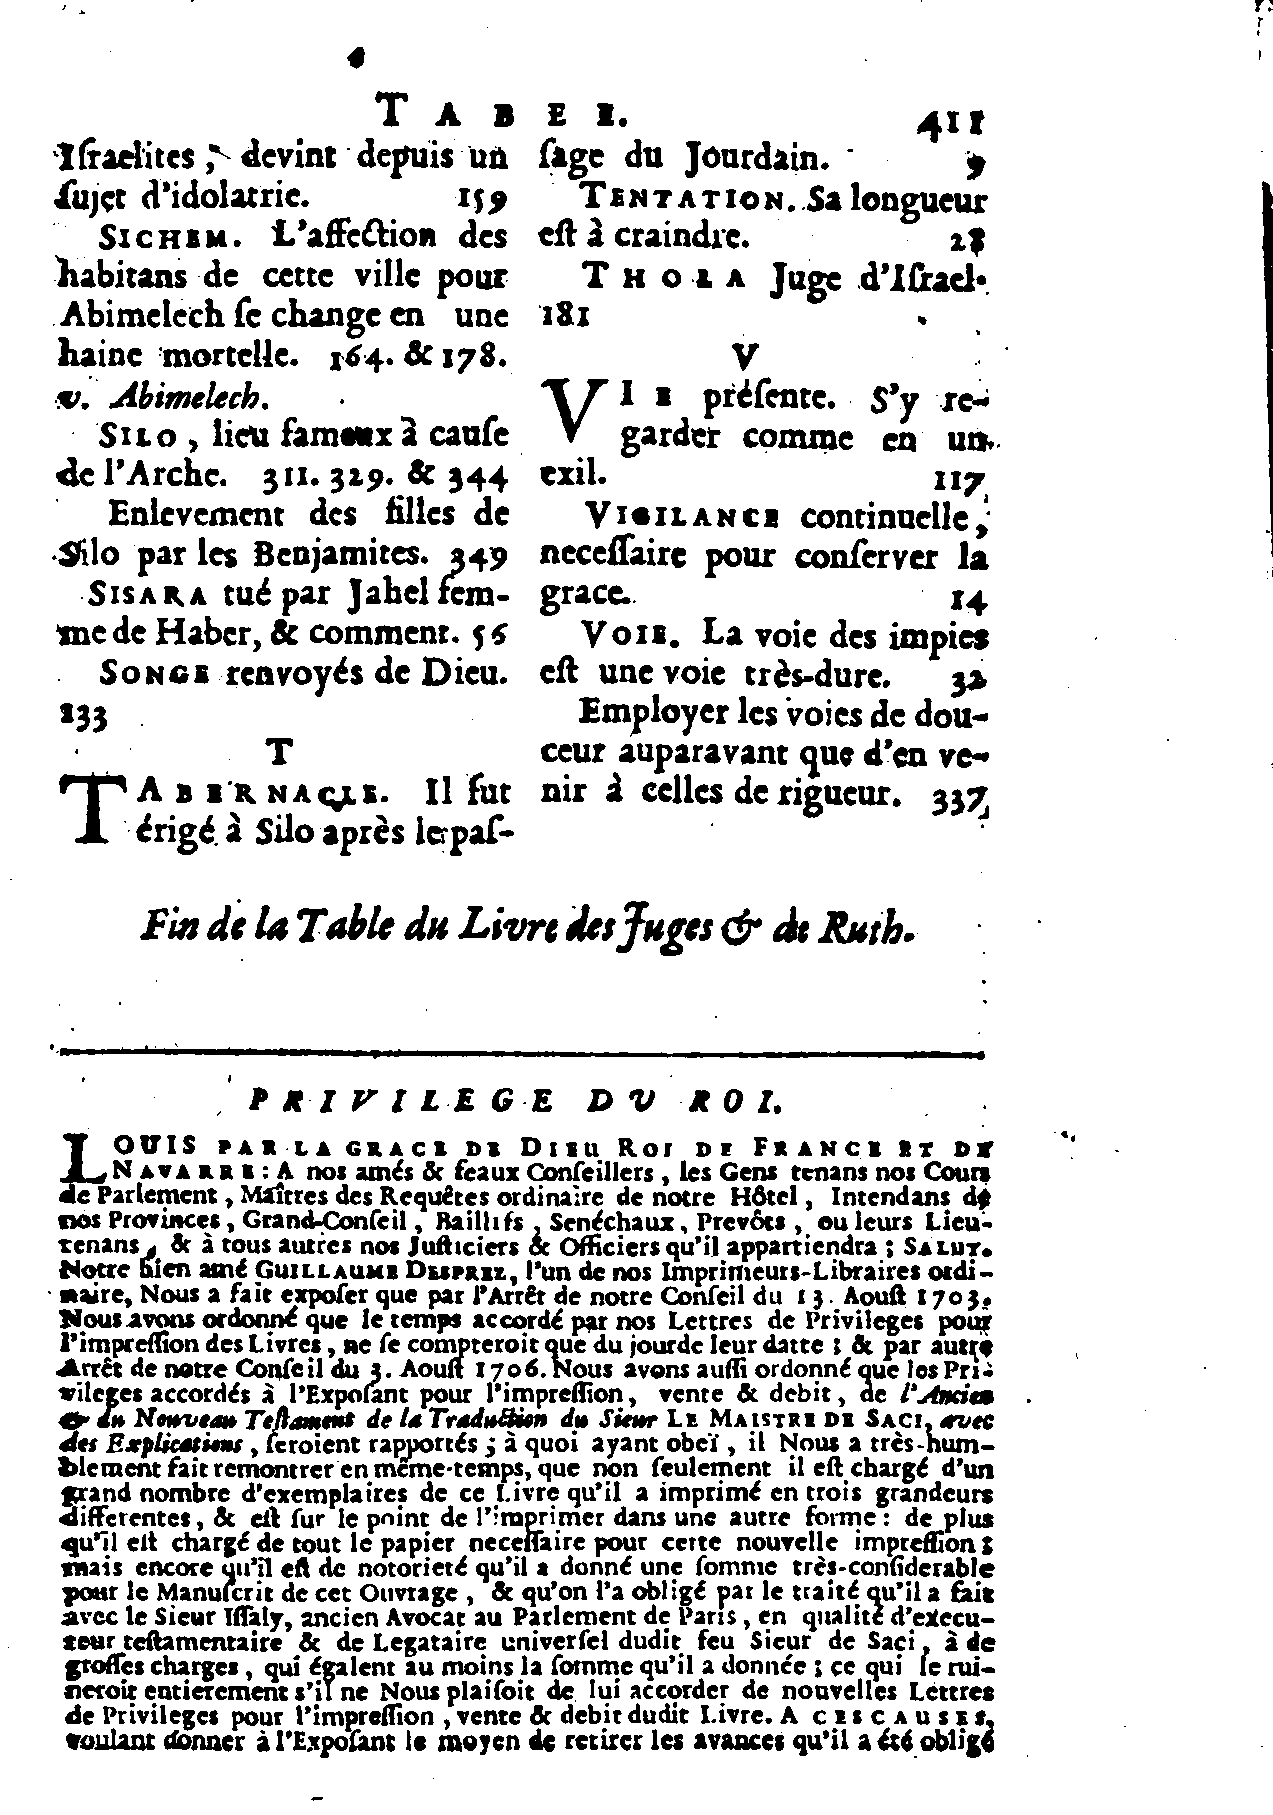 TABLE. 411
Iſraelites, devint depuis un
ſujet d'idolatrie. 159
SICHEM. L'affection des
habitans de cette ville pour
Abimelech ſe change en une
haine mortelle. 164. & 178.
v. Abimelech.
SILO, lieu fameux à cauſe
de l'Arche. 311. 329. & 344
Enlevement des filles de
Silo par les Benjamites. 349
SISARA tué par Jahel fem-
me de Haber, & comment. 56
SONGE renvoyés de Dieu.
133
T
TABERNACLE. Il fut
érigé à Silo après le paſ-
ſage du Jourdain. 9
TENTATION. Sa longueur
eſt à craindre. 28
THOLA Juge d'Iſrael.
181
V
VIE préſente. S'y re-
garder comme en un
exil. 117
VIGILANCE continuelle,
neceſſaire pour conſerver la
grace. 14
VOIE. La voie des impies
eſt une voie très-dure. 32
Employer les voies de dou-
ceur auparavant que d'en ve-
nir à celles de rigueur. 337
Fin de la Table du Livre des Juges & de Ruth.
PRIVILEGE DU ROI.
LOUIS PAR LA GRACE DE DIEU ROI DE FRANCE ET DE
NAVARRE: A nos amés & feaux Conſeillers, les Gens tenans nos Cours
de Parlement, Maîtres des Requêtes ordinaire de notre Hôtel, Intendans de
nos Provinces, Grand-Conſeil, Baillifs, Senéchaux, Prevôts, ou leurs Lieu-
tenans, & à tous autres nos Juſticiers & Officiers qu'il appartiendra; SALUT.
Notre bien amé GUILLAUME DESPREZ, l'un de nos Imprimeurs-Libraires ordi-
naire, Nous a fait expoſer que par l'Arrêt de notre Conſeil du 13. Aouſt 1703.
Nous avons ordonné que le temps accordé par nos Lettres de Privileges pour
l'impreſſion des Livres, ne ſe compteroit que du jour de leur datte; & par autre
Arrêt de notre Conſeil du 3. Aouſt 1706. Nous avons auſſi ordonné que les Pri-
vileges accordés à l'Expoſant pour l'impreſſion, vente & debit, de l'Ancien
& du Nouveau Teſtament de la Traduction du Sieur LE MAISTRE DE SACI, avec
des Explications, ſeroient rapportés; à quoi ayant obeï, il Nous a très-hum-
blement fait remontrer en même-temps, que non ſeulement il eſt chargé d'un
grand nombre d'exemplaires de ce Livre qu'il a imprimé en trois grandeurs
differentes, & eſt ſur le point de l'imprimer dans une autre forme: de plus
qu'il eſt chargé de tout le papier neceſſaire pour cette nouvelle impreſſion;
mais encore qu'il eſt de notorieté qu'il a donné une ſomme très-conſiderable
pour le Manuſcrit de cet Ouvrage, & qu'on l'a obligé par le traité qu'il a fait
avec le Sieur Iſſaly, ancien Avocat au Parlement de Paris, en qualité d'execu-
teur teſtamentaire & de Legataire univerſel dudit feu Sieur de Saci, à de
groſſes charges, qui égalent au moins la ſomme qu'il a donnée; ce qui le rui-
neroit entierement s'il ne Nous plaiſoit de lui accorder de nouvelles Lettres
de Privileges pour l'impreſſion, vente & debit dudit Livre. A CES CAUSES,
voulant donner à l'Expoſant le moyen de retirer les avances qu'il a été obligé